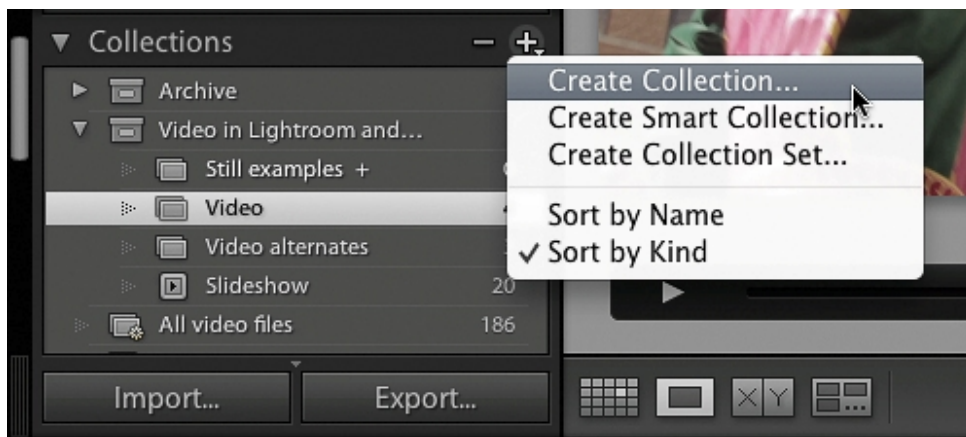 Collections
Archive
Video in Lightroom and...
Still examples +
Video
Video alternates
Slideshow 20
All video files 186
Import...
Export...
Create Collection...
Create Smart Collection...
Create Collection Set...
Sort by Name
✓ Sort by Kind
X Y